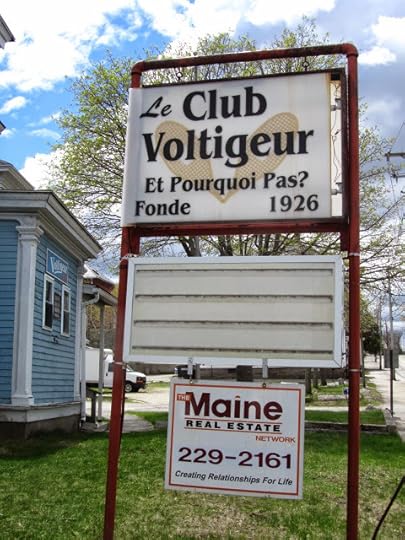 Le Club
Voltigeur
Et Pourquoi Pas?
Fonde 1926
THE Maine
REAL ESTATE
NETWORK
229-2161
Creating Relationships For Life